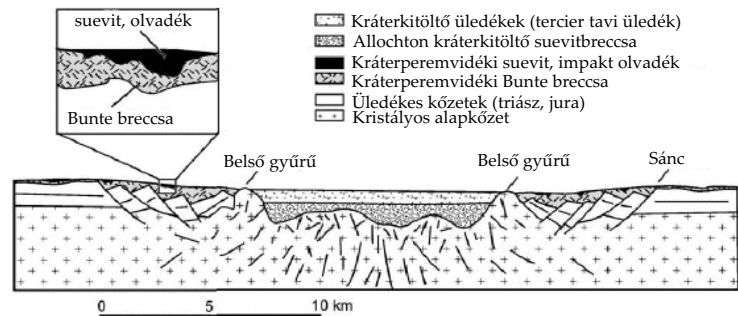 suevit, olvadék
Bunte breccsa
Kráterkitöltő üledékek (tercier tavi üledék)
Allochton kráterkitöltő suevitbreccsa
Kráterperemvidéki suevit, impakt olvadék
Kráterperemvidéki Bunte breccsa
Üledékes kőzetek (triász, jura)
Kristályos alapkőzet
Belső gyűrű
Belső gyűrű
Sánc
0 5 10 km